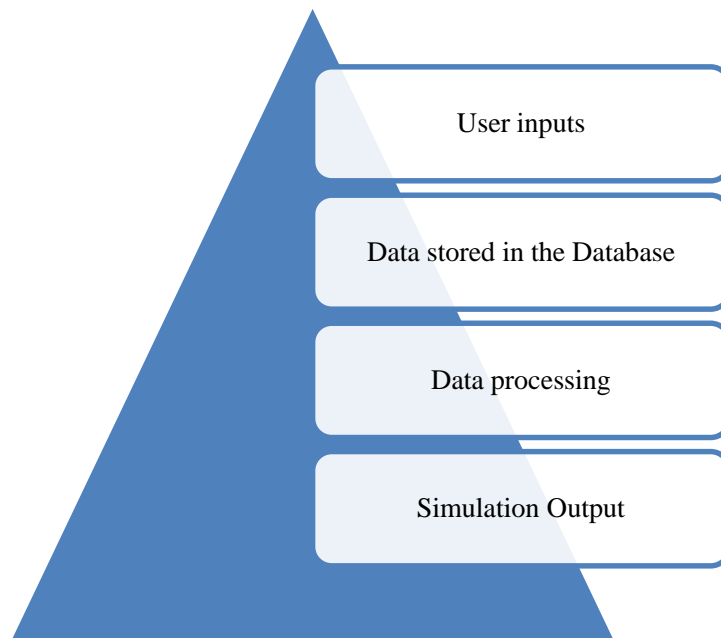 User inputs
Data stored in the Database
Data processing
Simulation Output